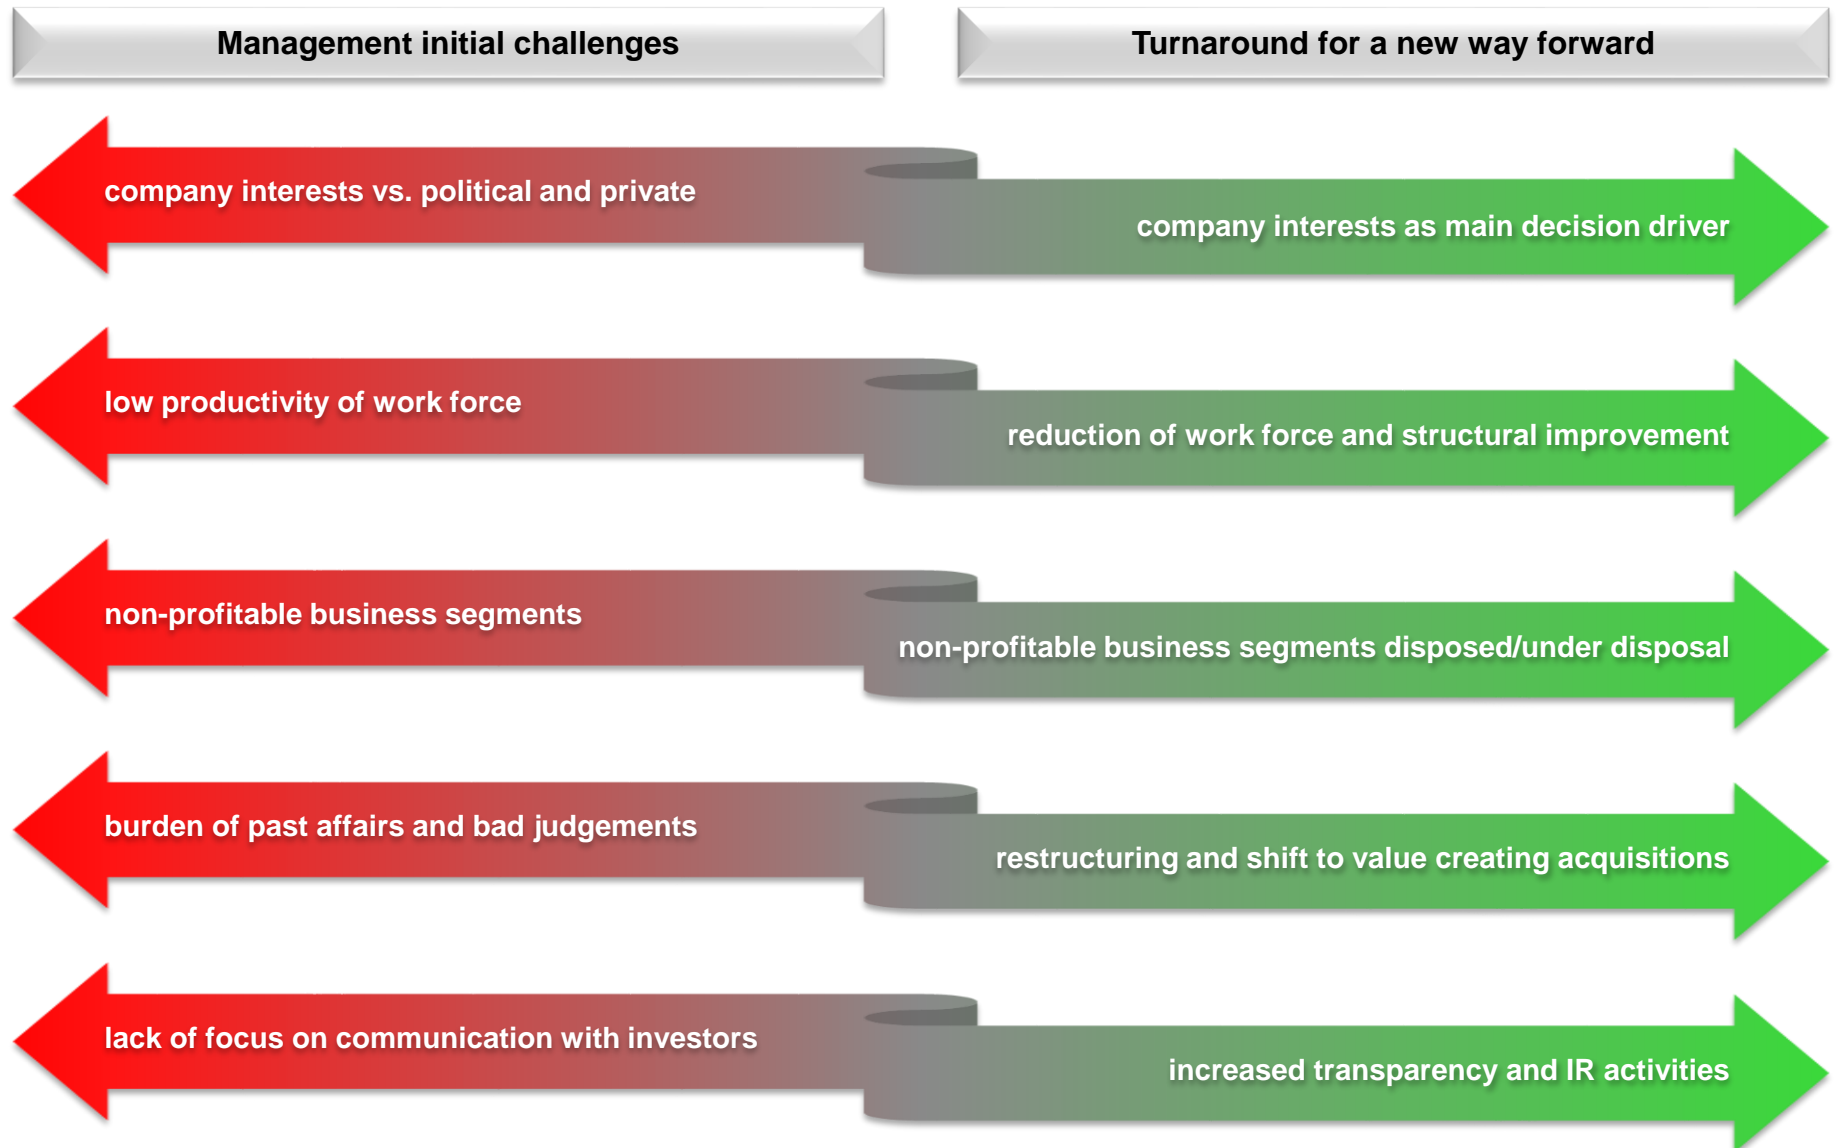 Management initial challenges
Turnaround for a new way forward
company interests vs. political and private
company interests as main decision driver
low productivity of work force
reduction of work force and structural improvement
non-profitable business segments
non-profitable business segments disposed/under disposal
burden of past affairs and bad judgements
restructuring and shift to value creating acquisitions
lack of focus on communication with investors
increased transparency and IR activities